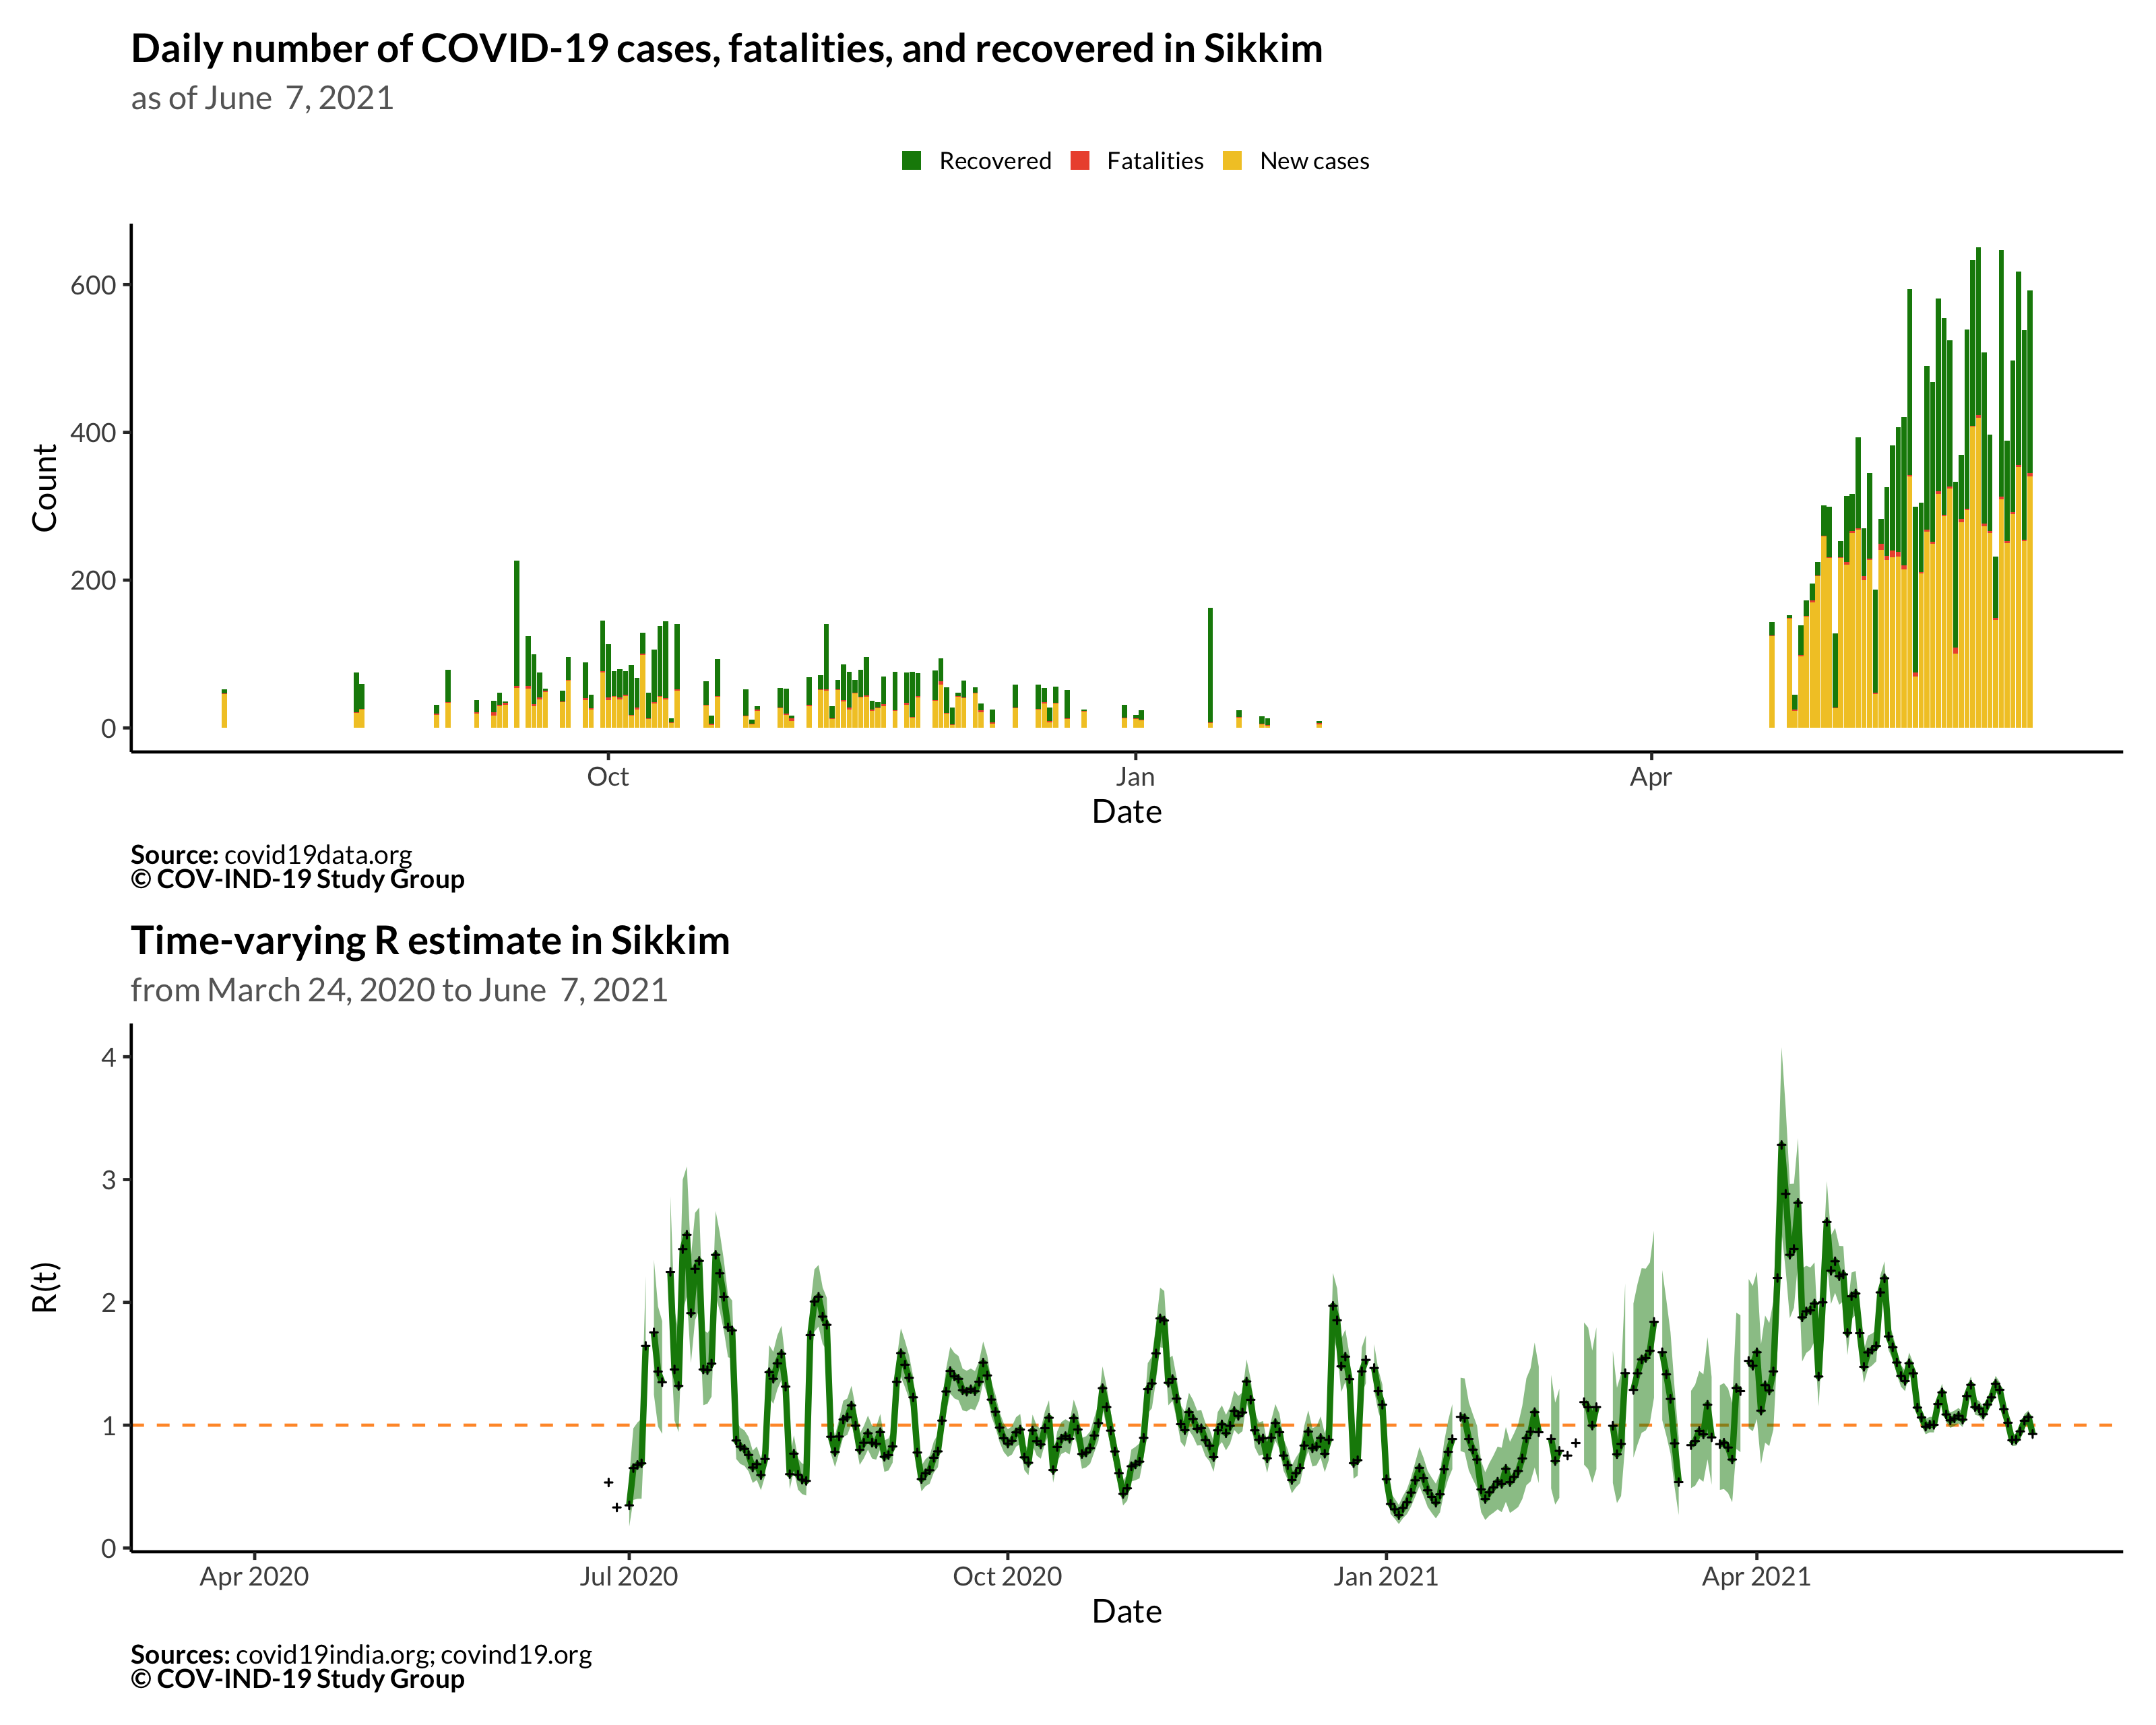 Daily number of COVID-19 cases, fatalities, and recovered in Sikkim
as of June  7, 2021
Recovered Fatalities New cases
Count
600
400
200
0
Oct Jan Apr
Date
Source: covid19data.org
© COV-IND-19 Study Group
Time-varying R estimate in Sikkim
from March 24, 2020 to June  7, 2021
R(t)
4
3
2
1
0
Apr 2020 Jul 2020 Oct 2020 Jan 2021 Apr 2021
Date
Sources: covid19india.org; covind19.org
© COV-IND-19 Study Group